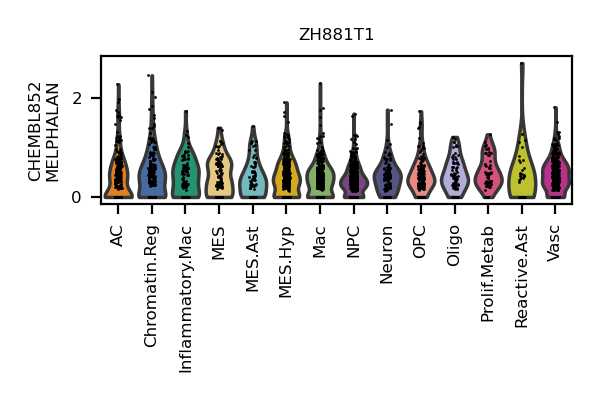 ZH881T1
CHEMBL852
MELPHALAN
2
0
AC
Chromatin.Reg
Inflammatory.Mac
MES
MES.Ast
MES.Hyp
Mac
NPC
Neuron
OPC
Oligo
Prolif.Metab
Reactive.Ast
Vasc